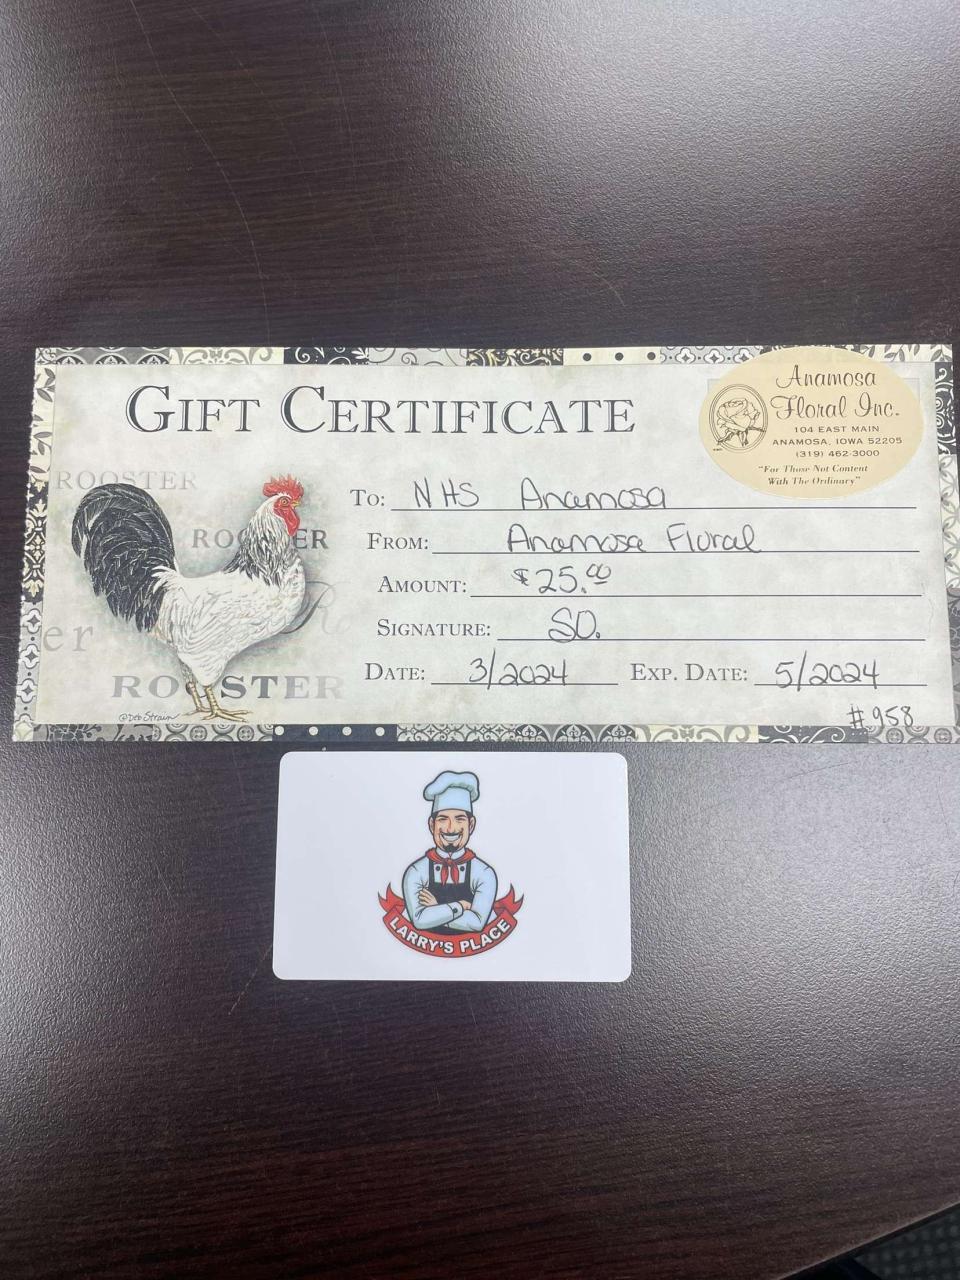 GIFT CERTIFICATE
Anamosa
Floral Inc.
104 EAST MAIN
ANAMOSA, IOWA 52205
(319) 462-3000
"For Those Not Content
With The Ordinary"
ROOSTER
ROOSTER
er
ROOSTER
@Deb Strain
TO: NHS Anamosa
FROM: Anamosa Floral
AMOUNT: $25.00
SIGNATURE: SO.
DATE: 3/2024 EXP. DATE: 5/2024
#958
LARRY'S PLACE